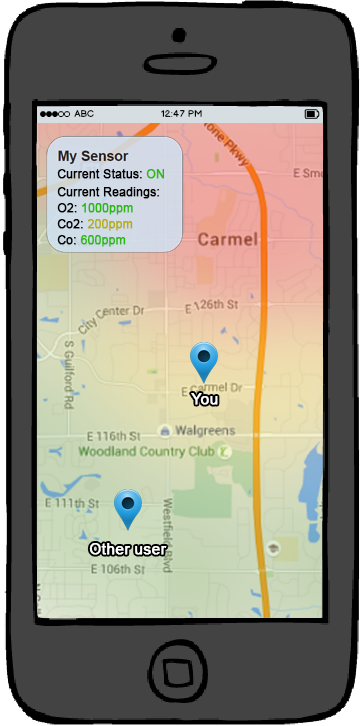 ABC 12:47 PM
My Sensor
Current Status: ON
Current Readings:
O2: 1000ppm
Co2: 200ppm
Co: 600ppm
Pkwy
Carmel
E 126th St
City Center Dr
S Guilford Rd
E Carmel Dr
You
E 116th St
Walgreens
Woodland Country Club
E 111th St
Westfield Blvd
Other user
E 106th St